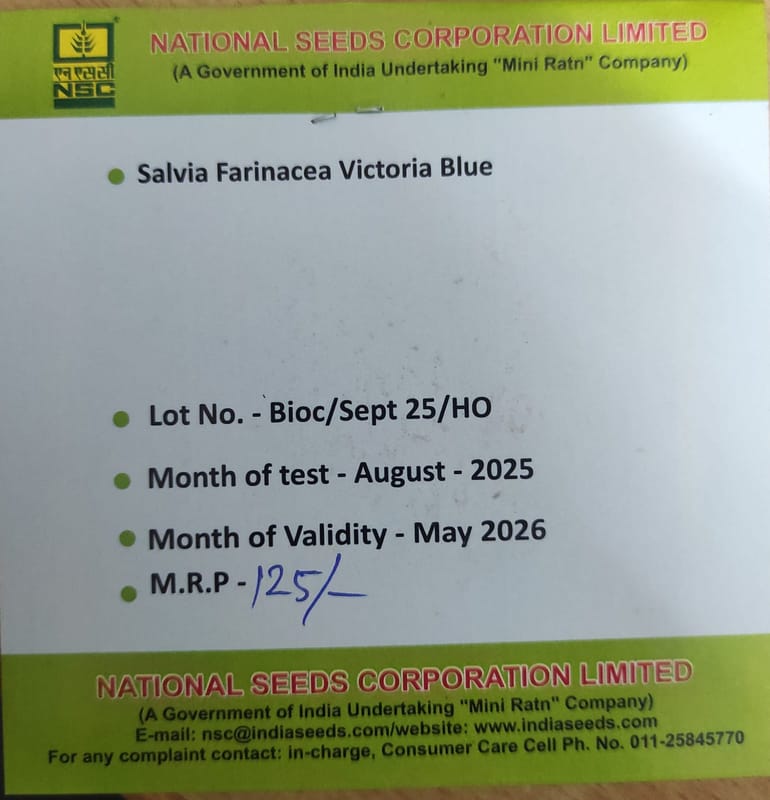 एनएससी
NSC
NATIONAL SEEDS CORPORATION LIMITED
(A Government of India Undertaking "Mini Ratn" Company)
Salvia Farinacea Victoria Blue
Lot No. - Bioc/Sept 25/HO
Month of test - August - 2025
Month of Validity - May 2026
M.R.P - 125/-
NATIONAL SEEDS CORPORATION LIMITED
(A Government of India Undertaking "Mini Ratn" Company)
E-mail: nsc@indiaseeds.com/website: www.indiaseeds.com
For any complaint contact: in-charge, Consumer Care Cell Ph. No. 011-25845770